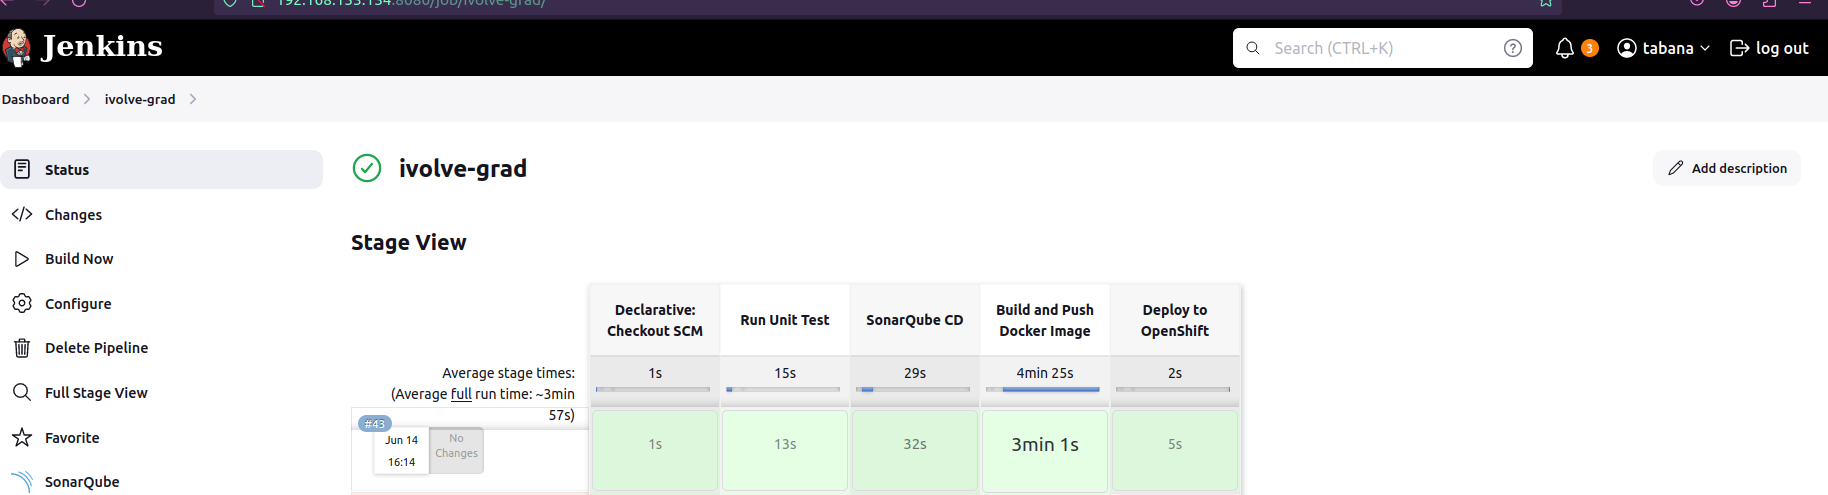 192.168.153.134:8080/job/ivolve-grad/
Jenkins
Search (CTRL+K)
3
tabana
log out
Dashboard
ivolve-grad
Status
Changes
Build Now
Configure
Delete Pipeline
Full Stage View
Favorite
SonarQube
ivolve-grad
Add description
Stage View
Declarative:
Checkout SCM
Run Unit Test
SonarQube CD
Build and Push
Docker Image
Deploy to
OpenShift
Average stage times:
(Average full run time: ~3min
57s)
1s
15s
29s
4min 25s
2s
#43
Jun 14
16:14
No
Changes
1s
13s
32s
3min 1s
5s